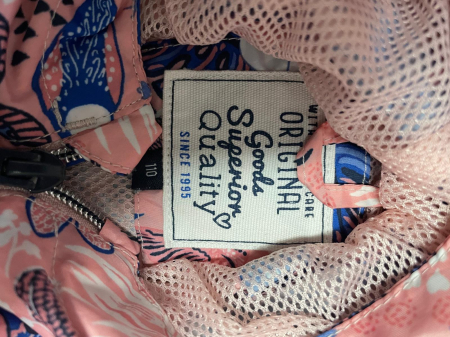 ORIGINAL
Goods
Superior
Quality
SINCE 1995
110